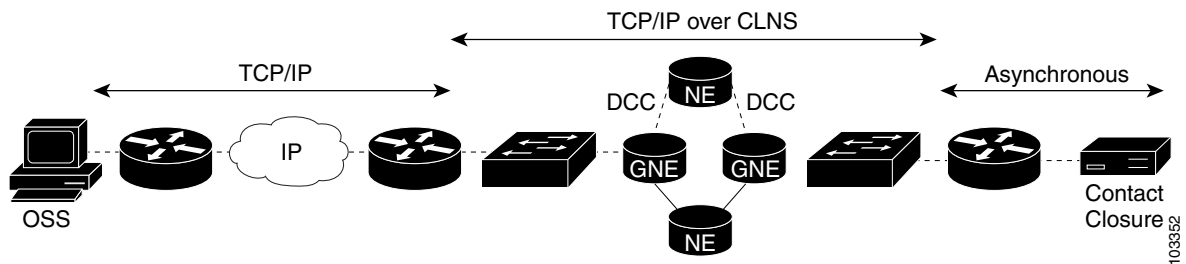 TCP/IP over CLNS
TCP/IP
Asynchronous
NE
DCC
DCC
IP
GNE
GNE
OSS
NE
Contact
Closure
103352